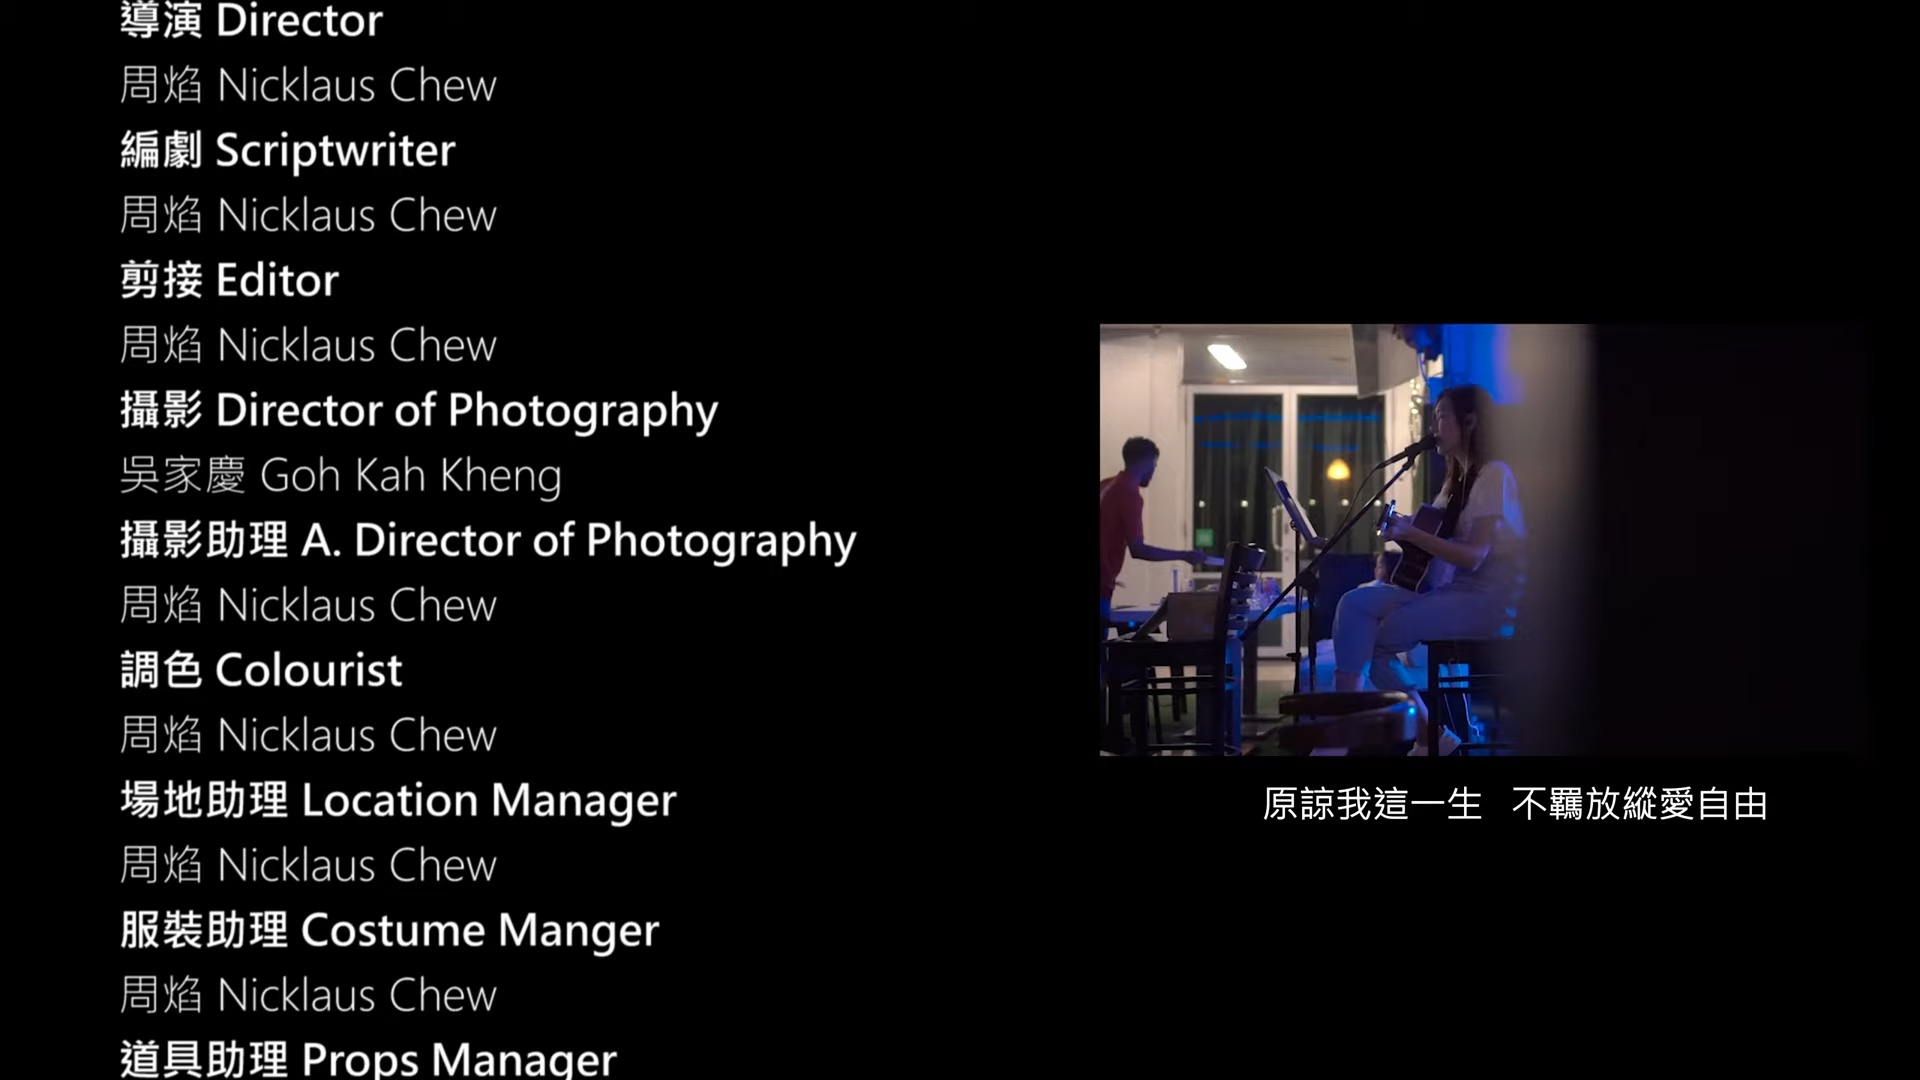 導演 Director
周焰 Nicklaus Chew
編劇 Scriptwriter
周焰 Nicklaus Chew
剪接 Editor
周焰 Nicklaus Chew
攝影 Director of Photography
吳家慶 Goh Kah Kheng
攝影助理 A. Director of Photography
周焰 Nicklaus Chew
調色 Colourist
周焰 Nicklaus Chew
場地助理 Location Manager
周焰 Nicklaus Chew
服裝助理 Costume Manger
周焰 Nicklaus Chew
道具助理 Props Manager
原諒我這一生 不羈放縱愛自由